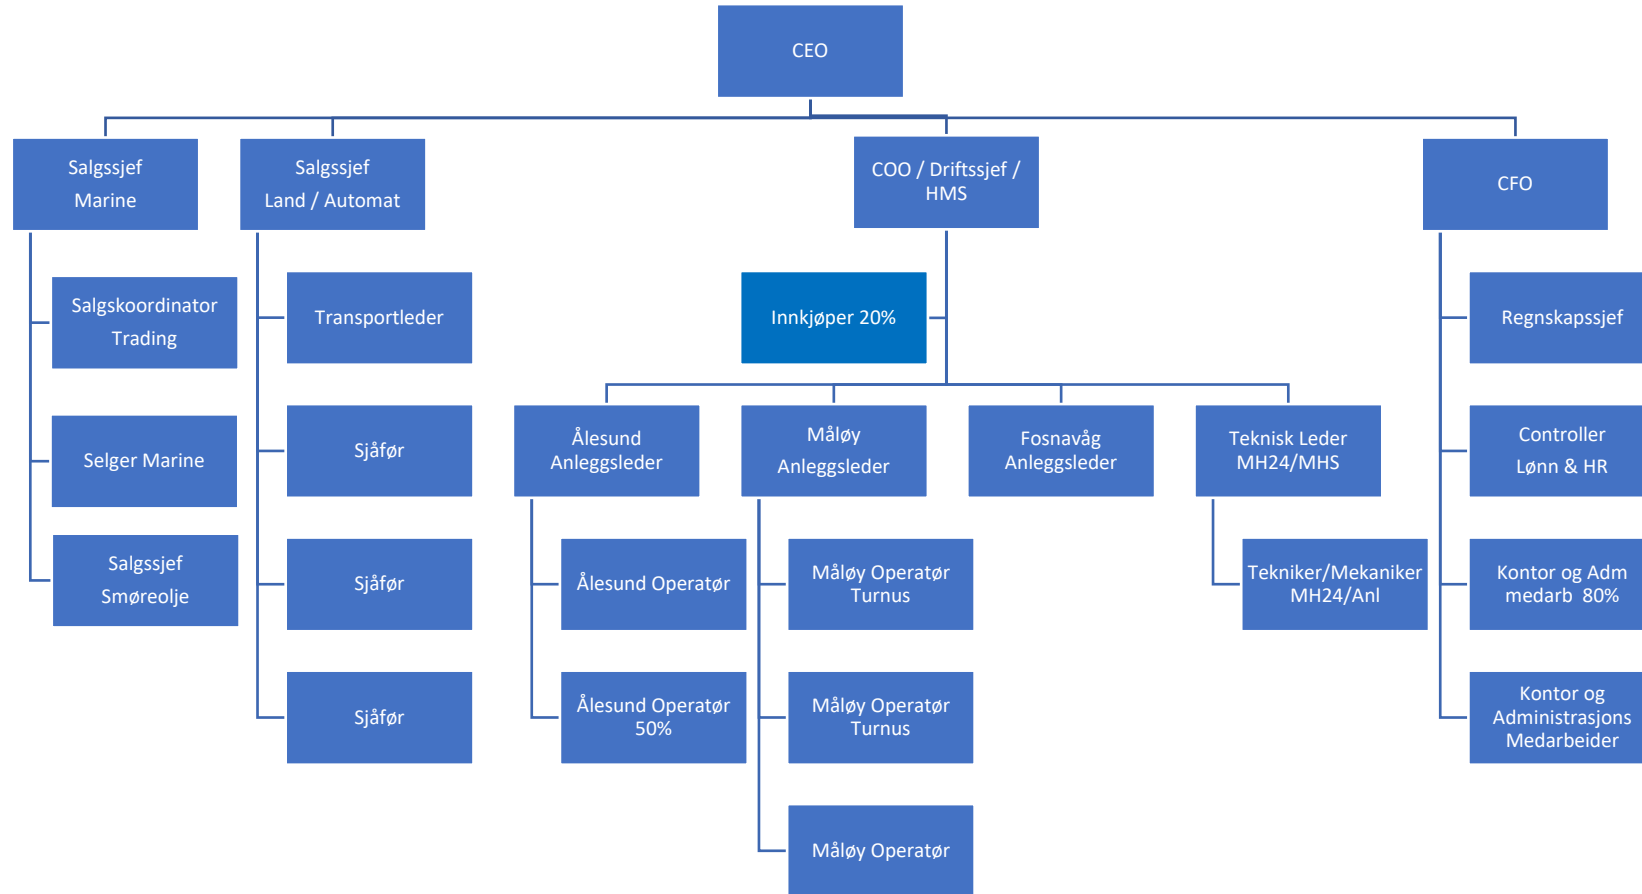 CEO
Salgssjef
Marine
Salgssjef
Land / Automat
COO / Driftssjef /
HMS
CFO
Salgskoordinator
Trading
Transportleder
Innkjøper 20%
Regnskapssjef
Selger Marine
Sjåfør
Ålesund
Anleggsleder
Måløy
Anleggsleder
Fosnavåg
Anleggsleder
Teknisk Leder
MH24/MHS
Controller
Lønn & HR
Salgssjef
Smøreolje
Sjåfør
Ålesund Operatør
Måløy Operatør
Turnus
Tekniker/Mekaniker
MH24/Anl
Kontor og Adm
medarb 80%
Sjåfør
Ålesund Operatør
50%
Måløy Operatør
Turnus
Kontor og
Administrasjons
Medarbeider
Måløy Operatør